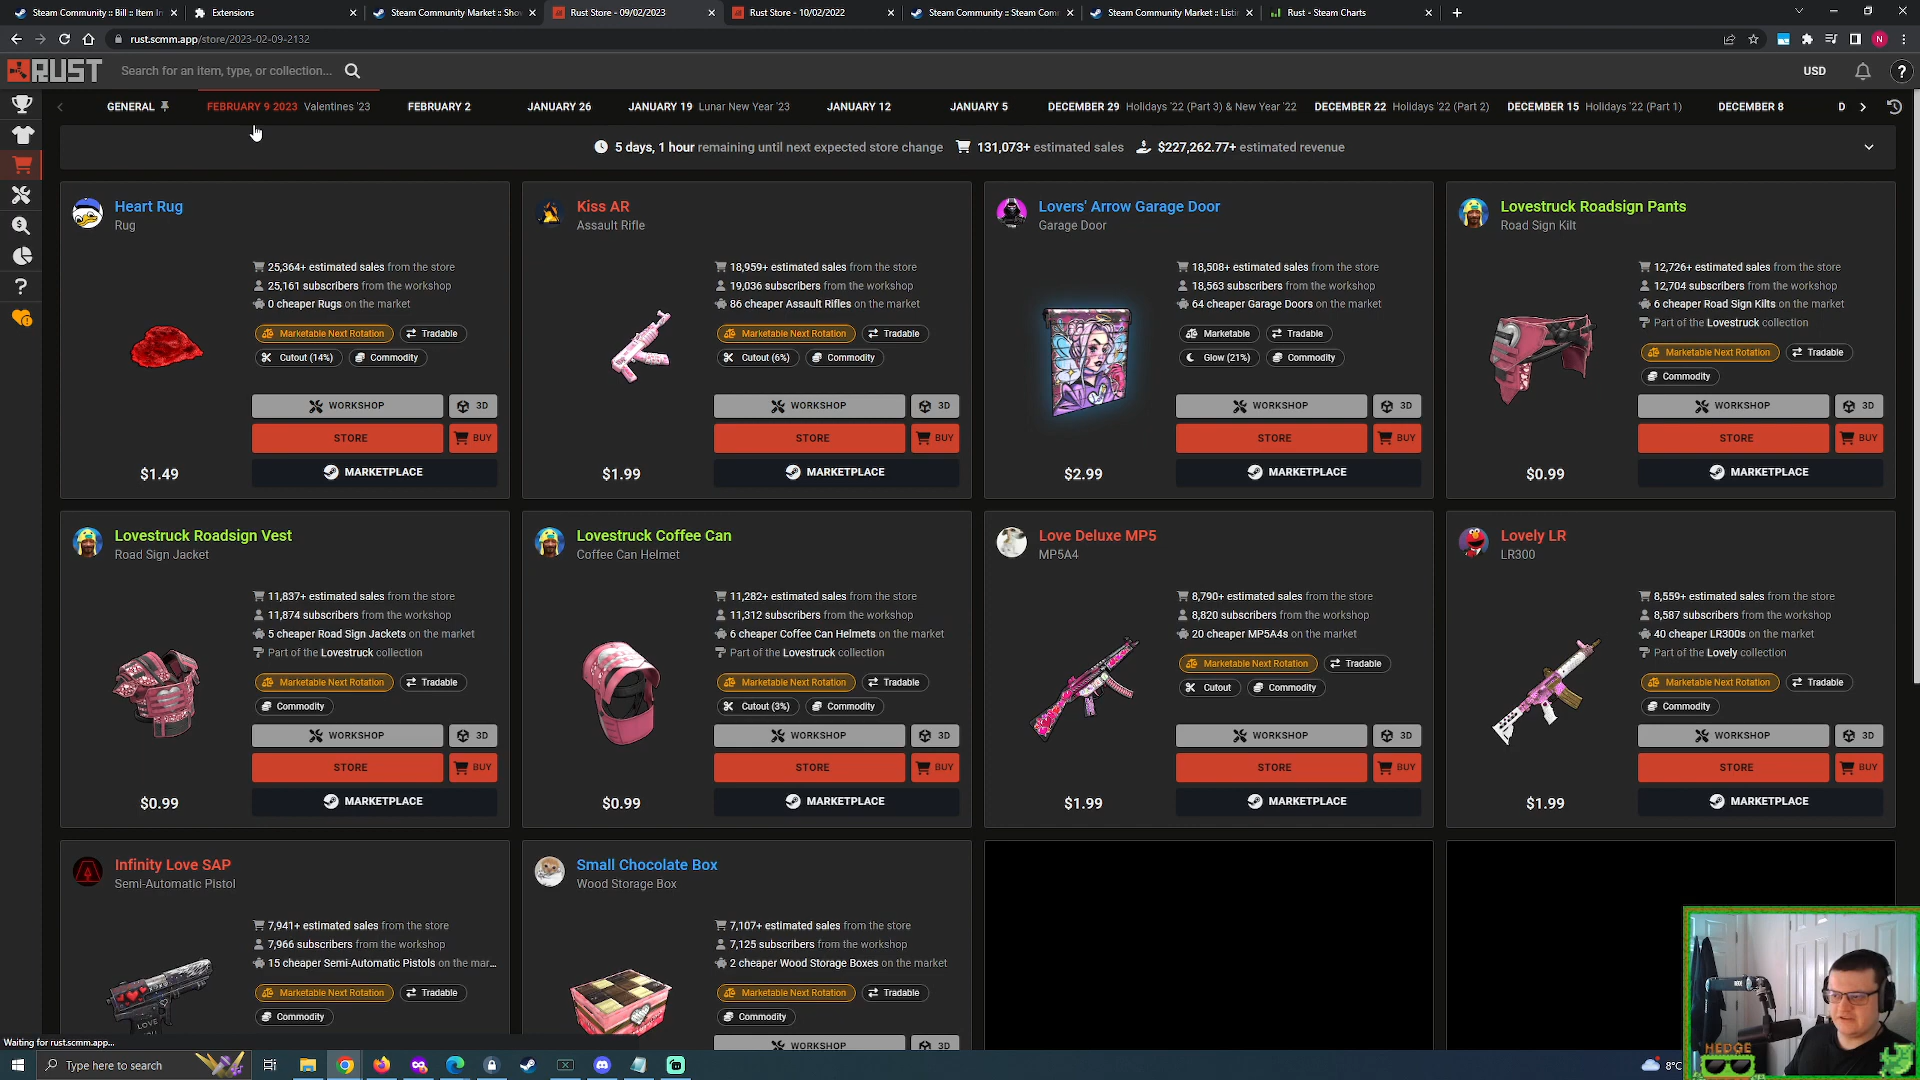 Steam Community :: Bill :: Item In
Extensions
Steam Community Market :: Sho
Rust Store - 09/02/2023
Rust Store - 10/02/2022
Steam Community :: Steam Com
Steam Community Market :: Listi
Rust - Steam Charts
rust.scmm.app/store/2023-02-09-2132
N
RUST
Search for an item, type, or collection...
USD
GENERAL
FEBRUARY 9 2023 Valentines '23
FEBRUARY 2
JANUARY 26
JANUARY 19 Lunar New Year '23
JANUARY 12
JANUARY 5
DECEMBER 29 Holidays '22 (Part 3) & New Year '22
DECEMBER 22 Holidays '22 (Part 2)
DECEMBER 15 Holidays '22 (Part 1)
DECEMBER 8
D
5 days, 1 hour remaining until next expected store change 131,073+ estimated sales $227,262.77+ estimated revenue
Heart Rug
Rug
25,364+ estimated sales from the store
25,161 subscribers from the workshop
0 cheaper Rugs on the market
Marketable Next Rotation Tradable
Cutout (14%) Commodity
WORKSHOP 3D
STORE BUY
$1.49 MARKETPLACE
Kiss AR
Assault Rifle
18,959+ estimated sales from the store
19,036 subscribers from the workshop
86 cheaper Assault Rifles on the market
Marketable Next Rotation Tradable
Cutout (6%) Commodity
WORKSHOP 3D
STORE BUY
$1.99 MARKETPLACE
Lovers' Arrow Garage Door
Garage Door
18,508+ estimated sales from the store
18,563 subscribers from the workshop
64 cheaper Garage Doors on the market
Marketable Tradable
Glow (21%) Commodity
WORKSHOP 3D
STORE BUY
$2.99 MARKETPLACE
Lovestruck Roadsign Pants
Road Sign Kilt
12,726+ estimated sales from the store
12,704 subscribers from the workshop
6 cheaper Road Sign Kilts on the market
Part of the Lovestruck collection
Marketable Next Rotation Tradable
Commodity
WORKSHOP 3D
STORE BUY
$0.99 MARKETPLACE
Lovestruck Roadsign Vest
Road Sign Jacket
11,837+ estimated sales from the store
11,874 subscribers from the workshop
5 cheaper Road Sign Jackets on the market
Part of the Lovestruck collection
Marketable Next Rotation Tradable
Commodity
WORKSHOP 3D
STORE BUY
$0.99 MARKETPLACE
Lovestruck Coffee Can
Coffee Can Helmet
11,282+ estimated sales from the store
11,312 subscribers from the workshop
6 cheaper Coffee Can Helmets on the market
Part of the Lovestruck collection
Marketable Next Rotation Tradable
Cutout (3%) Commodity
WORKSHOP 3D
STORE BUY
$0.99 MARKETPLACE
Love Deluxe MP5
MP5A4
8,790+ estimated sales from the store
8,820 subscribers from the workshop
20 cheaper MP5A4s on the market
Marketable Next Rotation Tradable
Cutout Commodity
WORKSHOP 3D
STORE BUY
$1.99 MARKETPLACE
Lovely LR
LR300
8,559+ estimated sales from the store
8,587 subscribers from the workshop
40 cheaper LR300s on the market
Part of the Lovely collection
Marketable Next Rotation Tradable
Commodity
WORKSHOP 3D
STORE BUY
$1.99 MARKETPLACE
Infinity Love SAP
Semi-Automatic Pistol
7,941+ estimated sales from the store
7,966 subscribers from the workshop
15 cheaper Semi-Automatic Pistols on the mar...
Marketable Next Rotation Tradable
Commodity
LOVE
Small Chocolate Box
Wood Storage Box
7,107+ estimated sales from the store
7,125 subscribers from the workshop
2 cheaper Wood Storage Boxes on the market
Marketable Next Rotation Tradable
Commodity
WORKSHOP 3D
Waiting for rust.scmm.app...
HEDGE
Type here to search
8°C